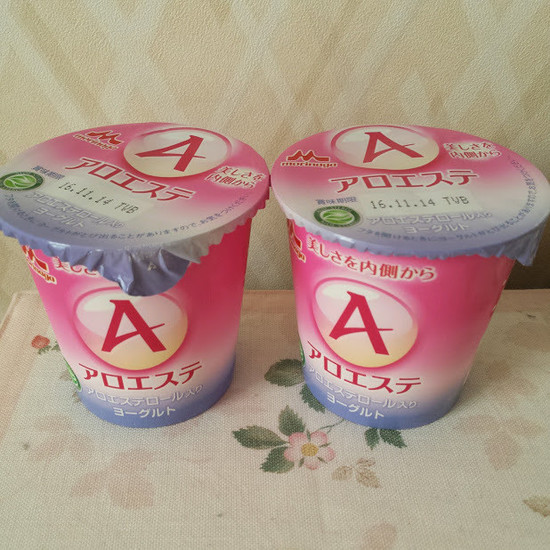 morinaga
A
アロエステ
美しさを
内側から
賞味期限
16.11.14 TVB
アロエステロール入り
ヨーグルト
美しさを内側から
A
アロエステ
アロエステロール入り
ヨーグルト
morinaga
A
アロエステ
美しさを
内側から
賞味期限
16.11.14 TVB
アロエステロール入り
ヨーグルト
美しさを内側から
A
アロエステ
アロエステロール入り
ヨーグルト